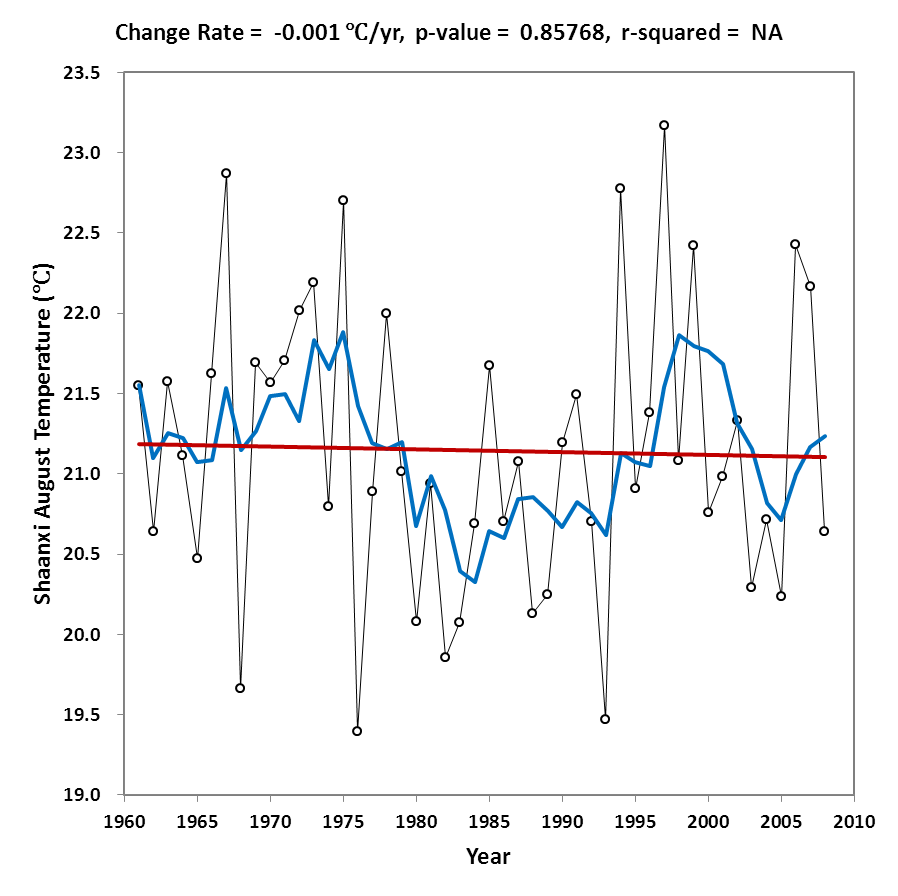 Change Rate = -0.001 ℃/yr, p-value = 0.85768, r-squared = NA
23.5
23.0
22.5
22.0
21.5
21.0
20.5
20.0
19.5
19.0
Shaanxi August Temperature (℃)
1960 1965 1970 1975 1980 1985 1990 1995 2000 2005 2010
Year